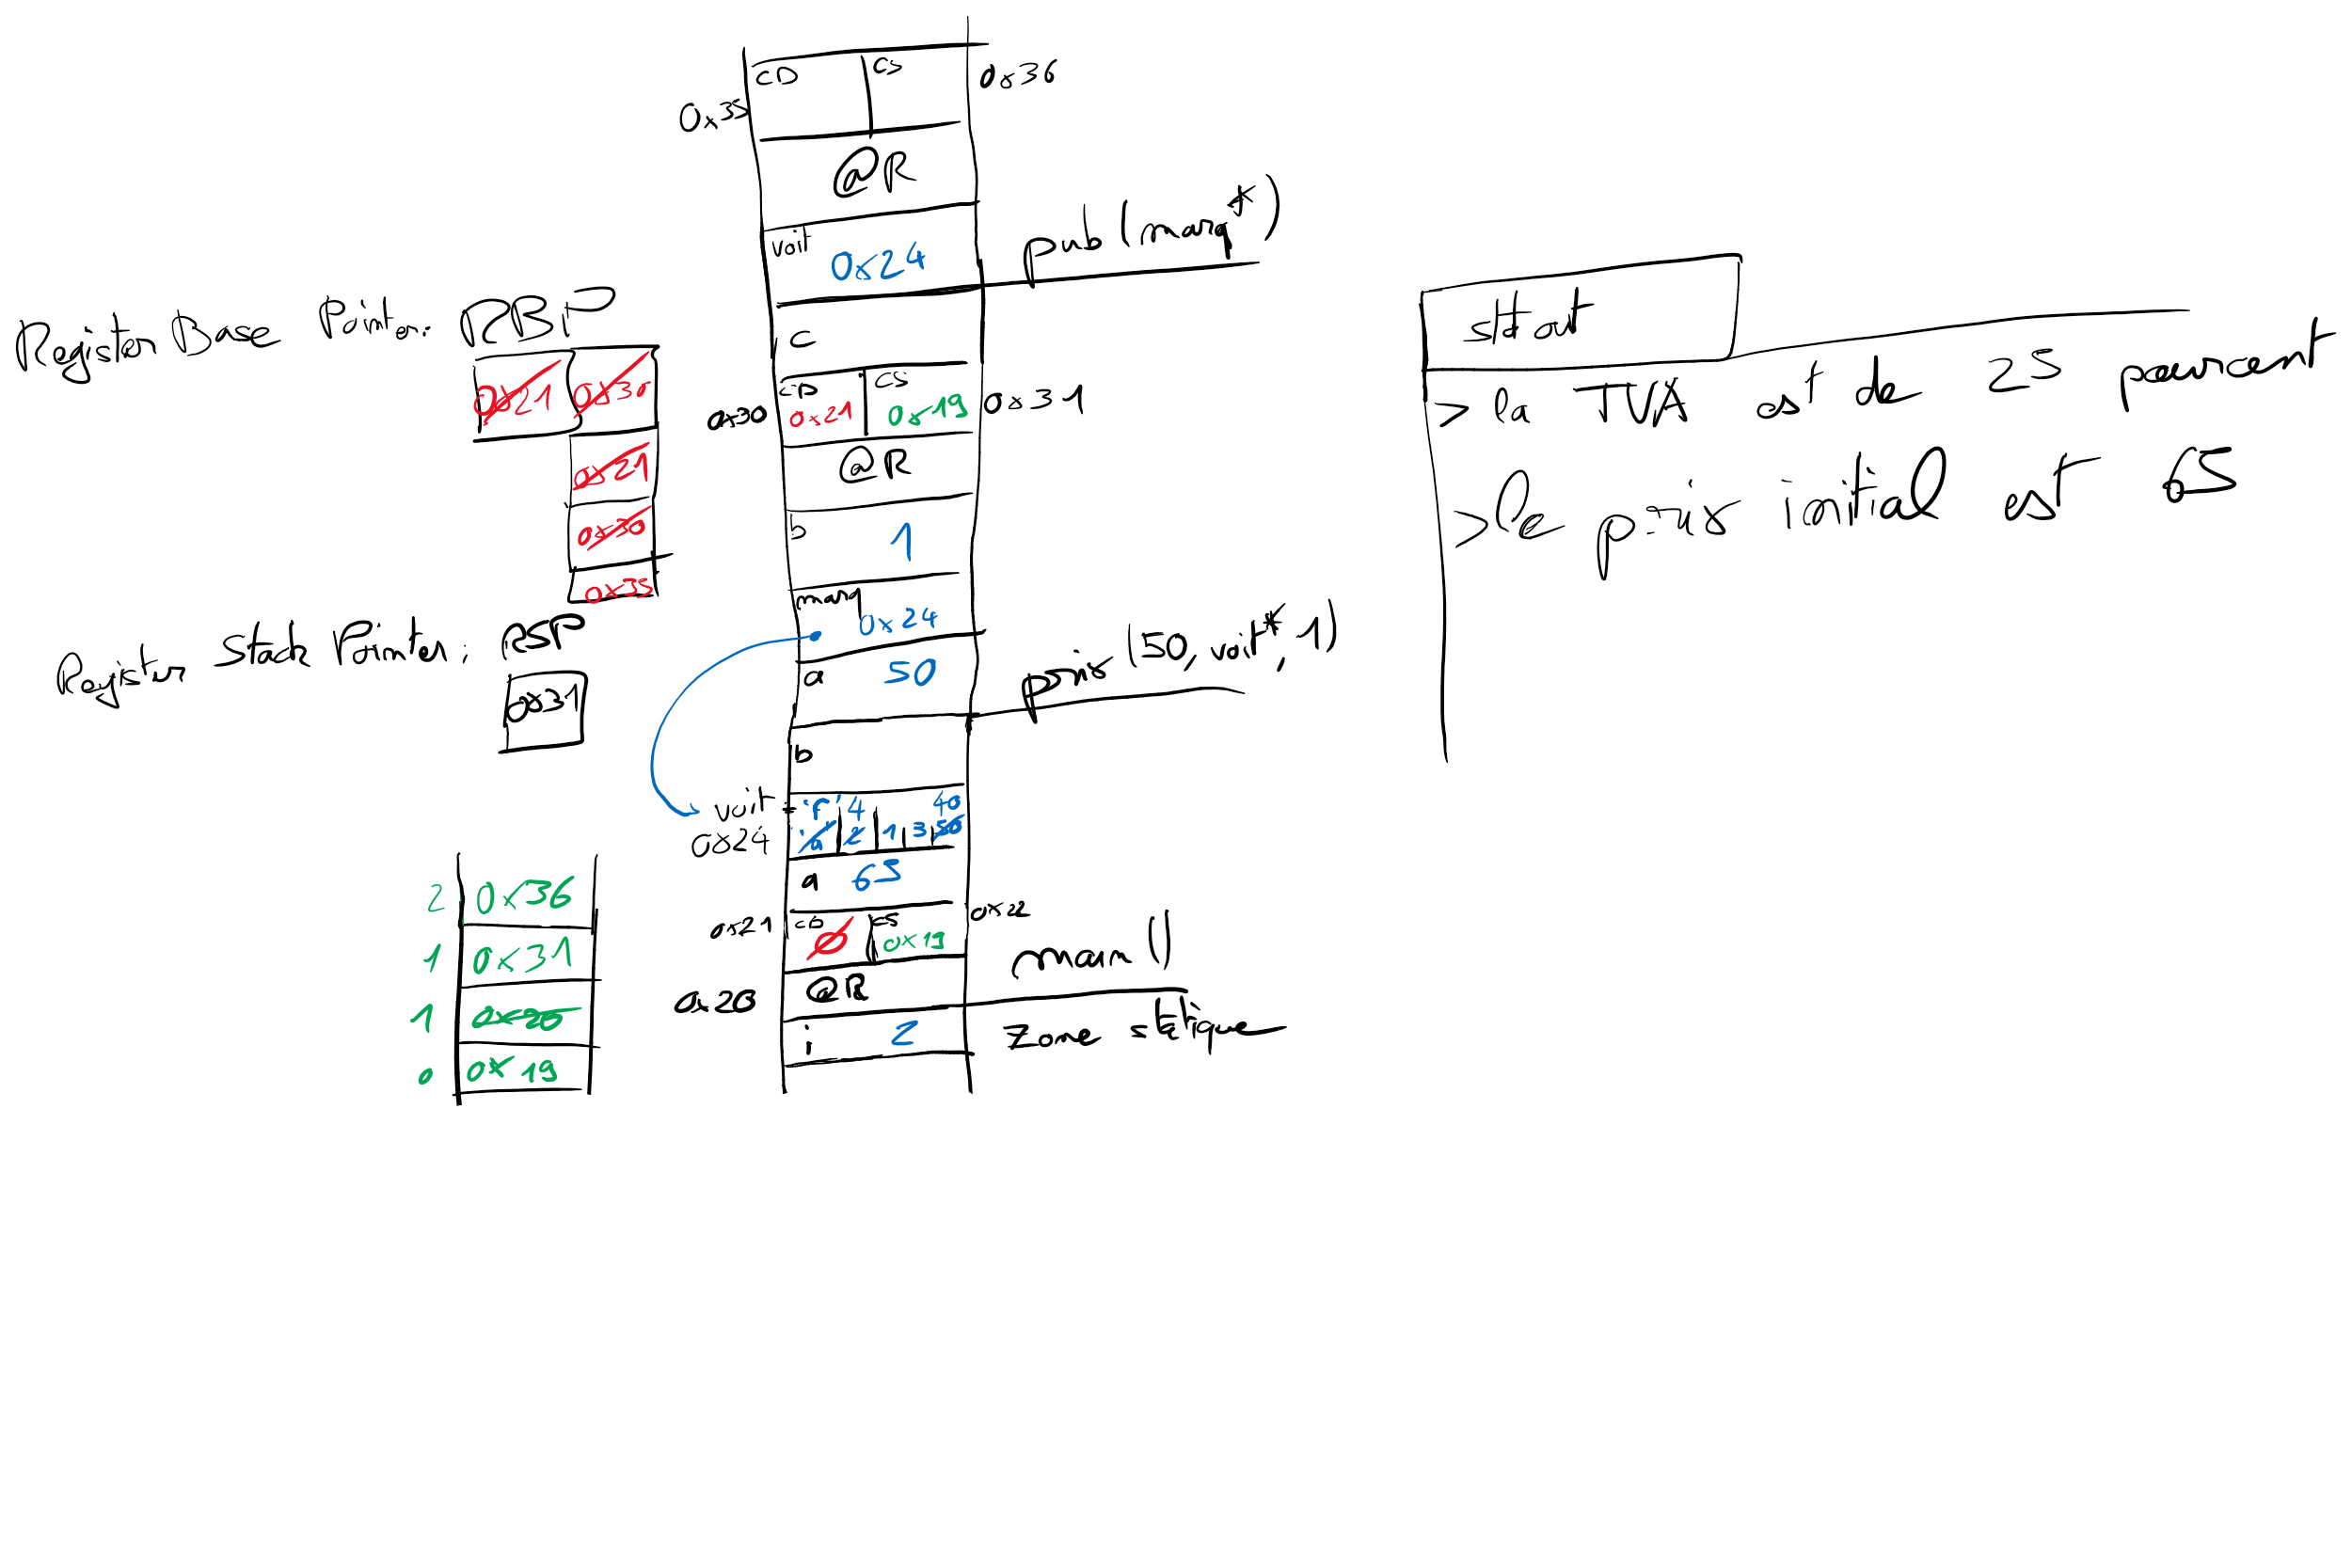 CD CS
0x35 0x36
@R
voit 0x24 pub(marq*)
Register Base Pointer: RBP
0x21 0x30
0x21
0x30
0x35
C
CD CS
0x30 0x21 0x19 0x31
@R
b 1
marq 0x24
Register Stack Pointer: RSP
0x31
a 50 prix(50, voit*, 1)
b
voit = 'r' 4 40
0x24 'a' 2 1 3 50
a 65
0x21 CD Ø CS 0x19 0x22
main()
0x20 @R
i 2 Zone statique
2 0x36
1 0x31
1 0x20
0 0x19
stdout
> la TVA est de 25 pourcent
> le prix initial est 65